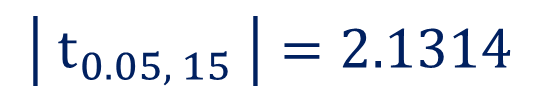 | t₀.₀₅, ₁₅ | = 2.1314